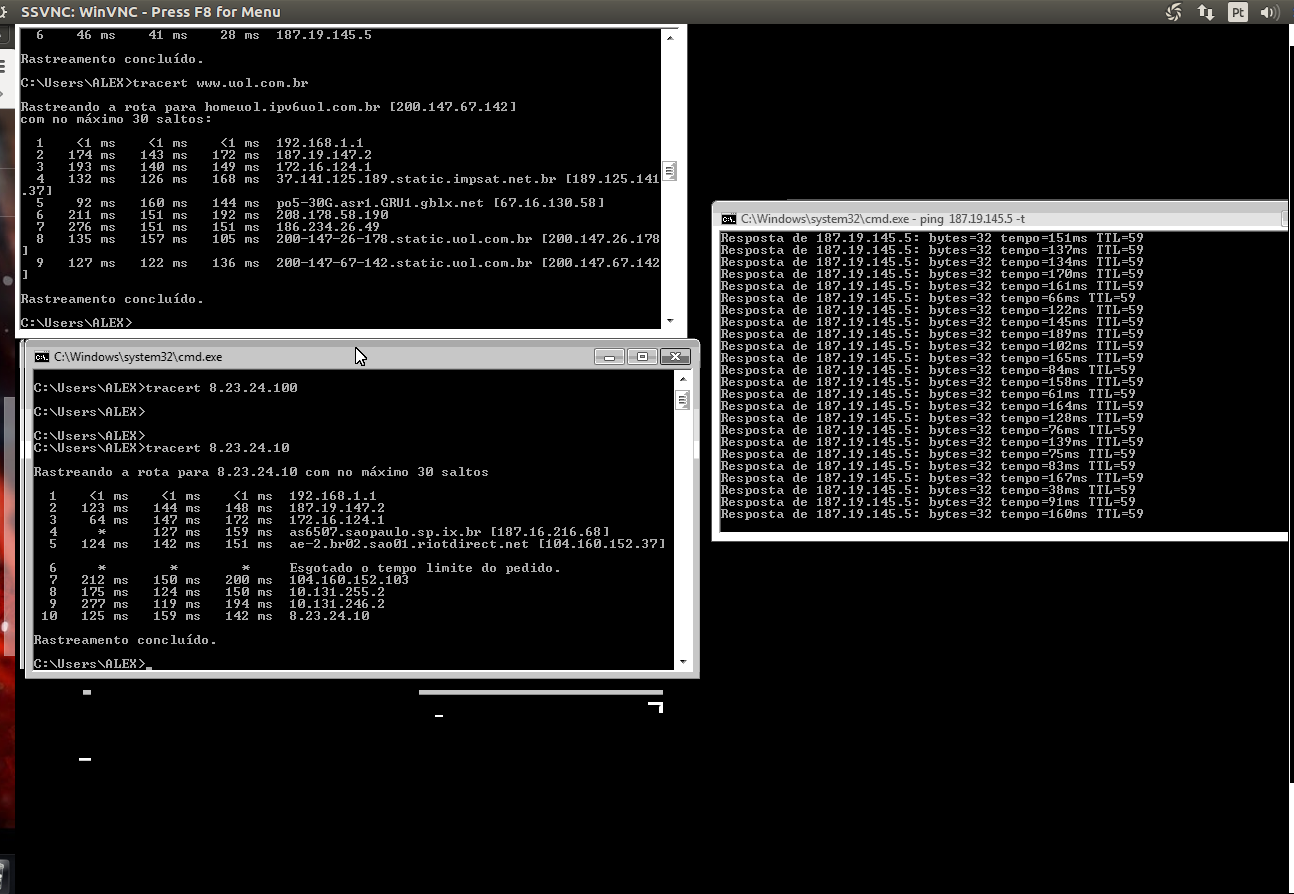 SSVNC: WinVNC - Press F8 for Menu
Pt
6 46 ms 41 ms 28 ms 187.19.145.5
Rastreamento concluído.
C:\Users\ALEX>tracert www.uol.com.br
Rastreando a rota para homeuol.ipv6uol.com.br [200.147.67.142]
com no máximo 30 saltos:
1 <1 ms <1 ms <1 ms 192.168.1.1
2 174 ms 143 ms 172 ms 187.19.147.2
3 193 ms 140 ms 149 ms 172.16.124.1
4 132 ms 126 ms 168 ms 37.141.125.189.static.impsat.net.br [189.125.141
.37]
5 92 ms 160 ms 144 ms po5-30G.asr1.GRU1.gblx.net [67.16.130.58]
6 211 ms 151 ms 192 ms 208.178.58.190
7 276 ms 151 ms 151 ms 186.234.26.49
8 135 ms 157 ms 105 ms 200-147-26-178.static.uol.com.br [200.147.26.178
]
9 127 ms 122 ms 136 ms 200-147-67-142.static.uol.com.br [200.147.67.142
]
Rastreamento concluído.
C:\Users\ALEX>
C:\Windows\system32\cmd.exe
C:\Users\ALEX>tracert 8.23.24.100
C:\Users\ALEX>
C:\Users\ALEX>
C:\Users\ALEX>tracert 8.23.24.10
Rastreando a rota para 8.23.24.10 com no máximo 30 saltos
1 <1 ms <1 ms <1 ms 192.168.1.1
2 123 ms 144 ms 148 ms 187.19.147.2
3 64 ms 147 ms 172 ms 172.16.124.1
4 * 127 ms 159 ms as6507.saopaulo.sp.ix.br [187.16.216.68]
5 124 ms 142 ms 151 ms ae-2.br02.sao01.riotdirect.net [104.160.152.37]
6 * * * Esgotado o tempo limite do pedido.
7 212 ms 150 ms 200 ms 104.160.152.103
8 175 ms 124 ms 150 ms 10.131.255.2
9 277 ms 119 ms 194 ms 10.131.246.2
10 125 ms 159 ms 142 ms 8.23.24.10
Rastreamento concluído.
C:\Users\ALEX>_
C:\Windows\system32\cmd.exe - ping 187.19.145.5 -t
Resposta de 187.19.145.5: bytes=32 tempo=151ms TTL=59
Resposta de 187.19.145.5: bytes=32 tempo=137ms TTL=59
Resposta de 187.19.145.5: bytes=32 tempo=134ms TTL=59
Resposta de 187.19.145.5: bytes=32 tempo=170ms TTL=59
Resposta de 187.19.145.5: bytes=32 tempo=161ms TTL=59
Resposta de 187.19.145.5: bytes=32 tempo=66ms TTL=59
Resposta de 187.19.145.5: bytes=32 tempo=122ms TTL=59
Resposta de 187.19.145.5: bytes=32 tempo=145ms TTL=59
Resposta de 187.19.145.5: bytes=32 tempo=189ms TTL=59
Resposta de 187.19.145.5: bytes=32 tempo=102ms TTL=59
Resposta de 187.19.145.5: bytes=32 tempo=165ms TTL=59
Resposta de 187.19.145.5: bytes=32 tempo=84ms TTL=59
Resposta de 187.19.145.5: bytes=32 tempo=158ms TTL=59
Resposta de 187.19.145.5: bytes=32 tempo=61ms TTL=59
Resposta de 187.19.145.5: bytes=32 tempo=164ms TTL=59
Resposta de 187.19.145.5: bytes=32 tempo=128ms TTL=59
Resposta de 187.19.145.5: bytes=32 tempo=76ms TTL=59
Resposta de 187.19.145.5: bytes=32 tempo=139ms TTL=59
Resposta de 187.19.145.5: bytes=32 tempo=75ms TTL=59
Resposta de 187.19.145.5: bytes=32 tempo=83ms TTL=59
Resposta de 187.19.145.5: bytes=32 tempo=167ms TTL=59
Resposta de 187.19.145.5: bytes=32 tempo=38ms TTL=59
Resposta de 187.19.145.5: bytes=32 tempo=91ms TTL=59
Resposta de 187.19.145.5: bytes=32 tempo=160ms TTL=59